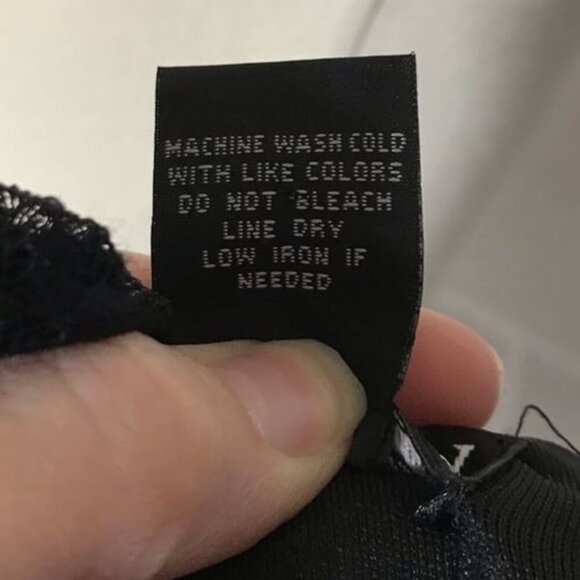 MACHINE WASH COLD
WITH LIKE COLORS
DO NOT BLEACH
LINE DRY
LOW IRON IF
NEEDED